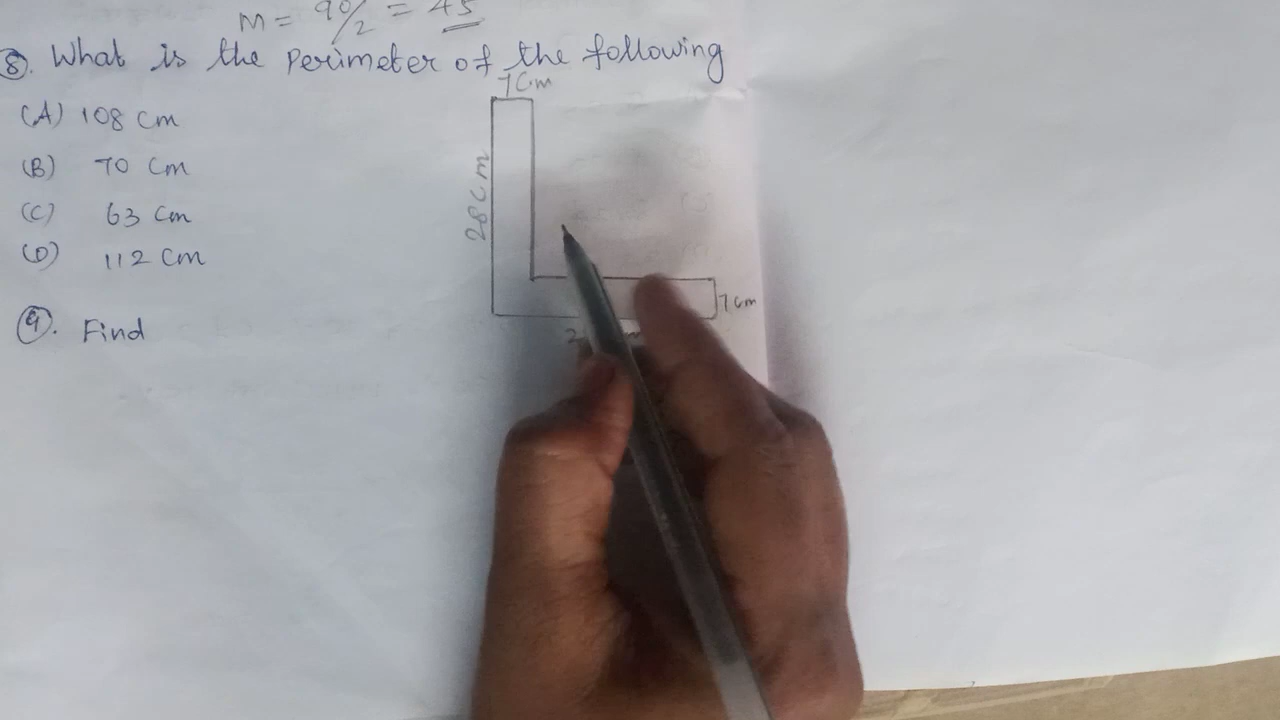 M = 90/2 = 45
8. What is the Perimeter of the following
7cm
(A) 108 cm
(B) 70 cm
28cm
(C) 63 cm
(D) 112 cm
7cm
9. Find